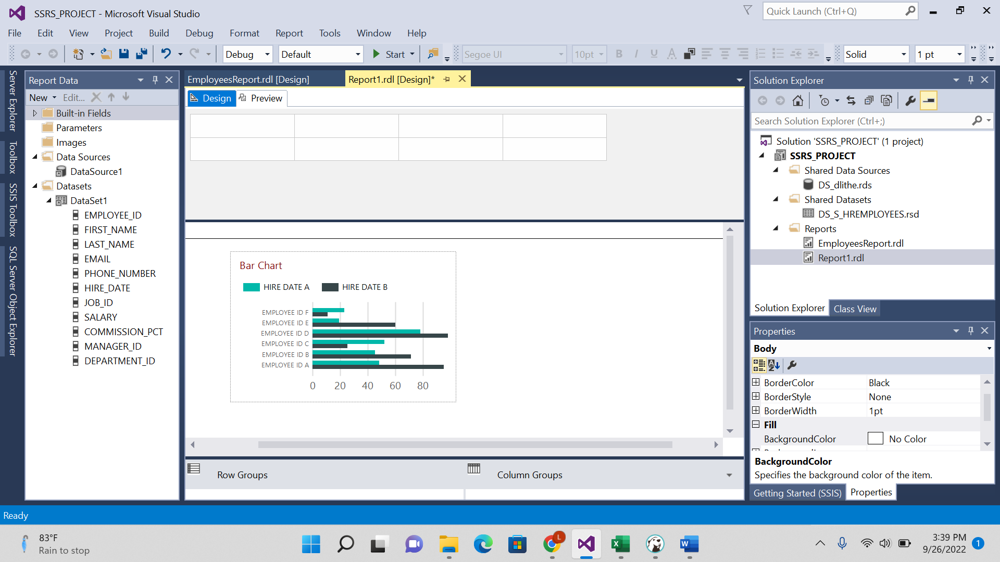 SSRS_PROJECT - Microsoft Visual Studio
Quick Launch (Ctrl+Q)
File Edit View Project Build Debug Format Report Tools Window Help
Debug Default Start Segoe UI 10pt B I U A Solid 1 pt
Server Explorer
Toolbox
SSIS Toolbox
SQL Server Object Explorer
Report Data
New Edit...
Built-in Fields
Parameters
Images
Data Sources
DataSource1
Datasets
DataSet1
EMPLOYEE_ID
FIRST_NAME
LAST_NAME
EMAIL
PHONE_NUMBER
HIRE_DATE
JOB_ID
SALARY
COMMISSION_PCT
MANAGER_ID
DEPARTMENT_ID
EmployeesReport.rdl [Design] Report1.rdl [Design]*
Design Preview
Bar Chart
HIRE DATE A HIRE DATE B
EMPLOYEE ID F
EMPLOYEE ID E
EMPLOYEE ID D
EMPLOYEE ID C
EMPLOYEE ID B
EMPLOYEE ID A
0 20 40 60 80
Row Groups Column Groups
Solution Explorer
Search Solution Explorer (Ctrl+;)
Solution 'SSRS_PROJECT' (1 project)
SSRS_PROJECT
Shared Data Sources
DS_dlithe.rds
Shared Datasets
DS_S_HREMPLOYEES.rsd
Reports
EmployeesReport.rdl
Report1.rdl
Solution Explorer Class View
Properties
Body
BorderColor Black
BorderStyle None
BorderWidth 1pt
Fill
BackgroundColor No Color
BackgroundColor
Specifies the background color of the item.
Getting Started (SSIS) Properties
Ready
83°F
Rain to stop
L
3:39 PM
9/26/2022
1